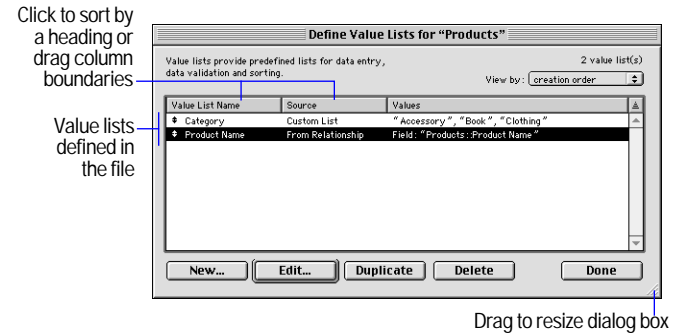 Click to sort by
a heading or
drag column
boundaries
Value lists
defined in
the file
Define Value Lists for “Products”
Value lists provide predefined lists for data entry,
data validation and sorting.
2 value list(s)
View by: creation order
Value List Name Source Values
Category Custom List “Accessory”, “Book”, “Clothing”
Product Name From Relationship Field: “Products::Product Name”
New... Edit... Duplicate Delete Done
Drag to resize dialog box